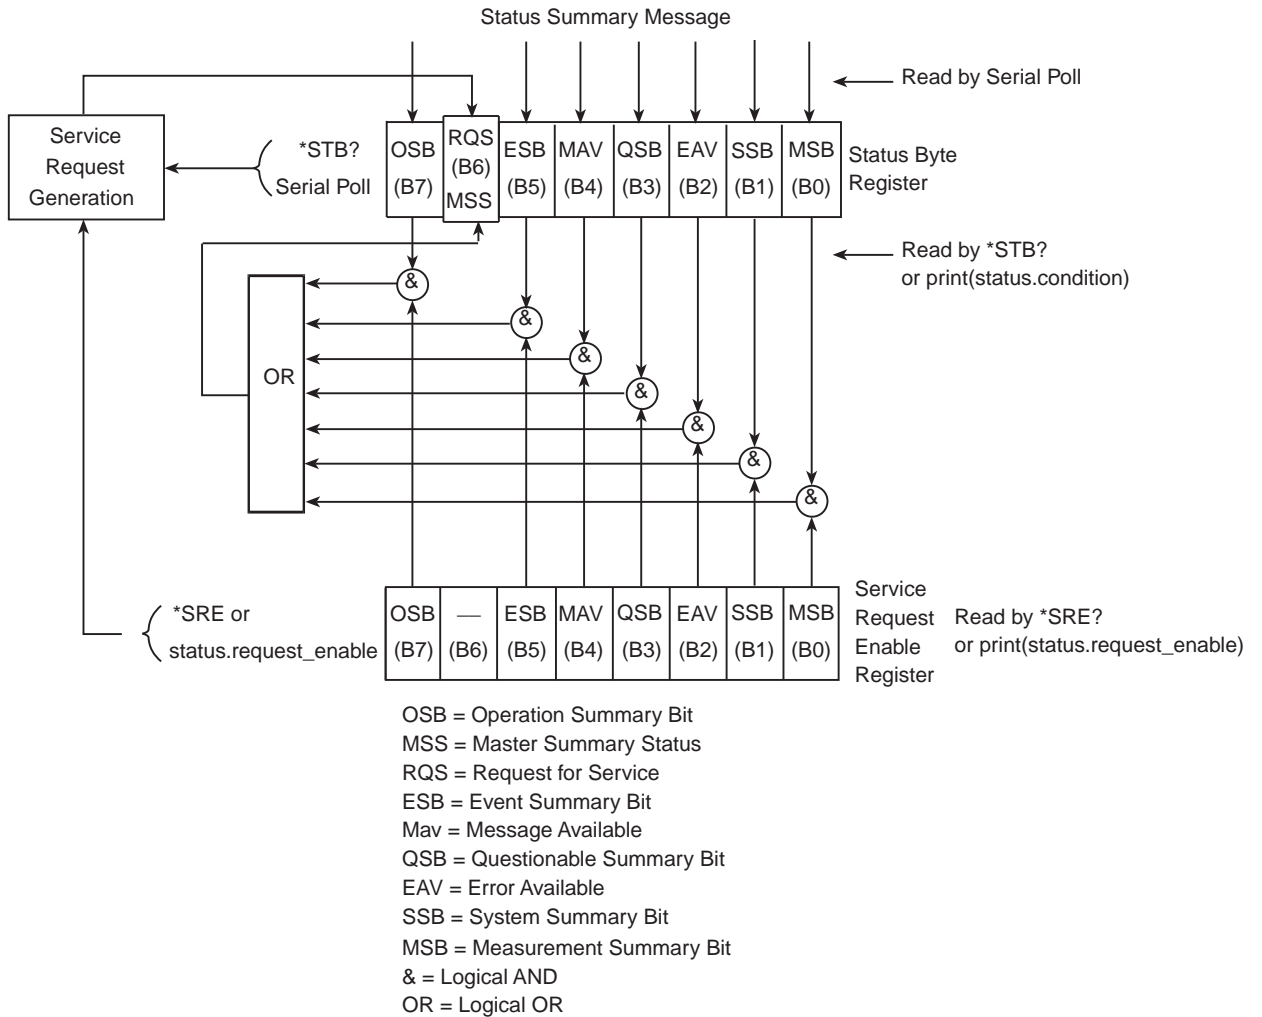 Status Summary Message
Read by Serial Poll
Service
Request
Generation
*STB?
Serial Poll
OSB
(B7)
RQS
(B6)
MSS
ESB
(B5)
MAV
(B4)
QSB
(B3)
EAV
(B2)
SSB
(B1)
MSB
(B0)
Status Byte
Register
Read by *STB?
or print(status.condition)
&
&
&
&
&
&
&
OR
*SRE or
status.request_enable
OSB
(B7)
—
(B6)
ESB
(B5)
MAV
(B4)
QSB
(B3)
EAV
(B2)
SSB
(B1)
MSB
(B0)
Service
Request
Enable
Register
Read by *SRE?
or print(status.request_enable)
OSB = Operation Summary Bit
MSS = Master Summary Status
RQS = Request for Service
ESB = Event Summary Bit
Mav = Message Available
QSB = Questionable Summary Bit
EAV = Error Available
SSB = System Summary Bit
MSB = Measurement Summary Bit
& = Logical AND
OR = Logical OR